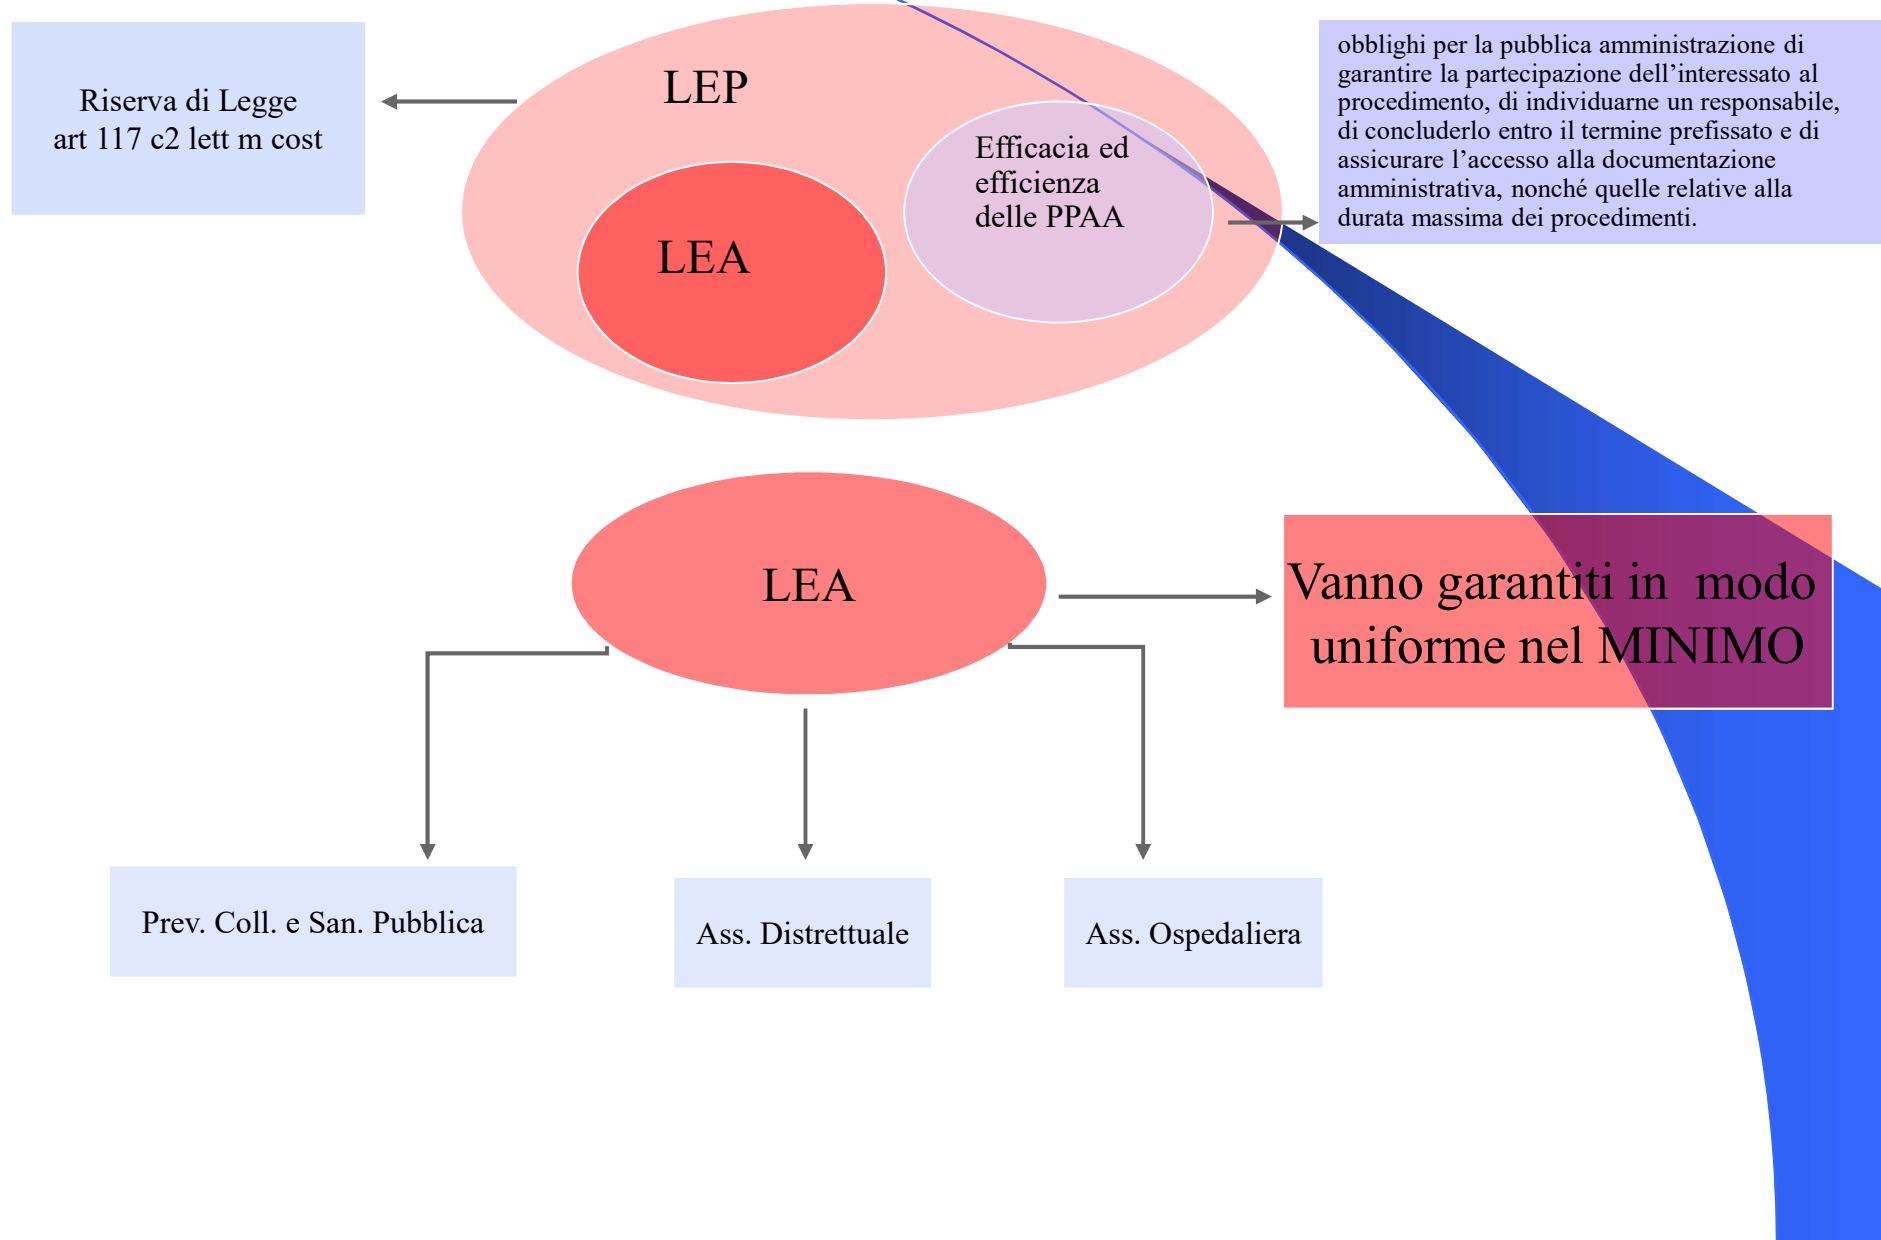 Riserva di Legge
art 117 c2 lett m cost
LEP
LEA
Efficacia ed
efficienza
delle PPAA
obblighi per la pubblica amministrazione di
garantire la partecipazione dell’interessato al
procedimento, di individuarne un responsabile,
di concluderlo entro il termine prefissato e di
assicurare l’accesso alla documentazione
amministrativa, nonché quelle relative alla
durata massima dei procedimenti.
LEA
Vanno garantiti in  modo
uniforme nel MINIMO
Prev. Coll. e San. Pubblica
Ass. Distrettuale
Ass. Ospedaliera